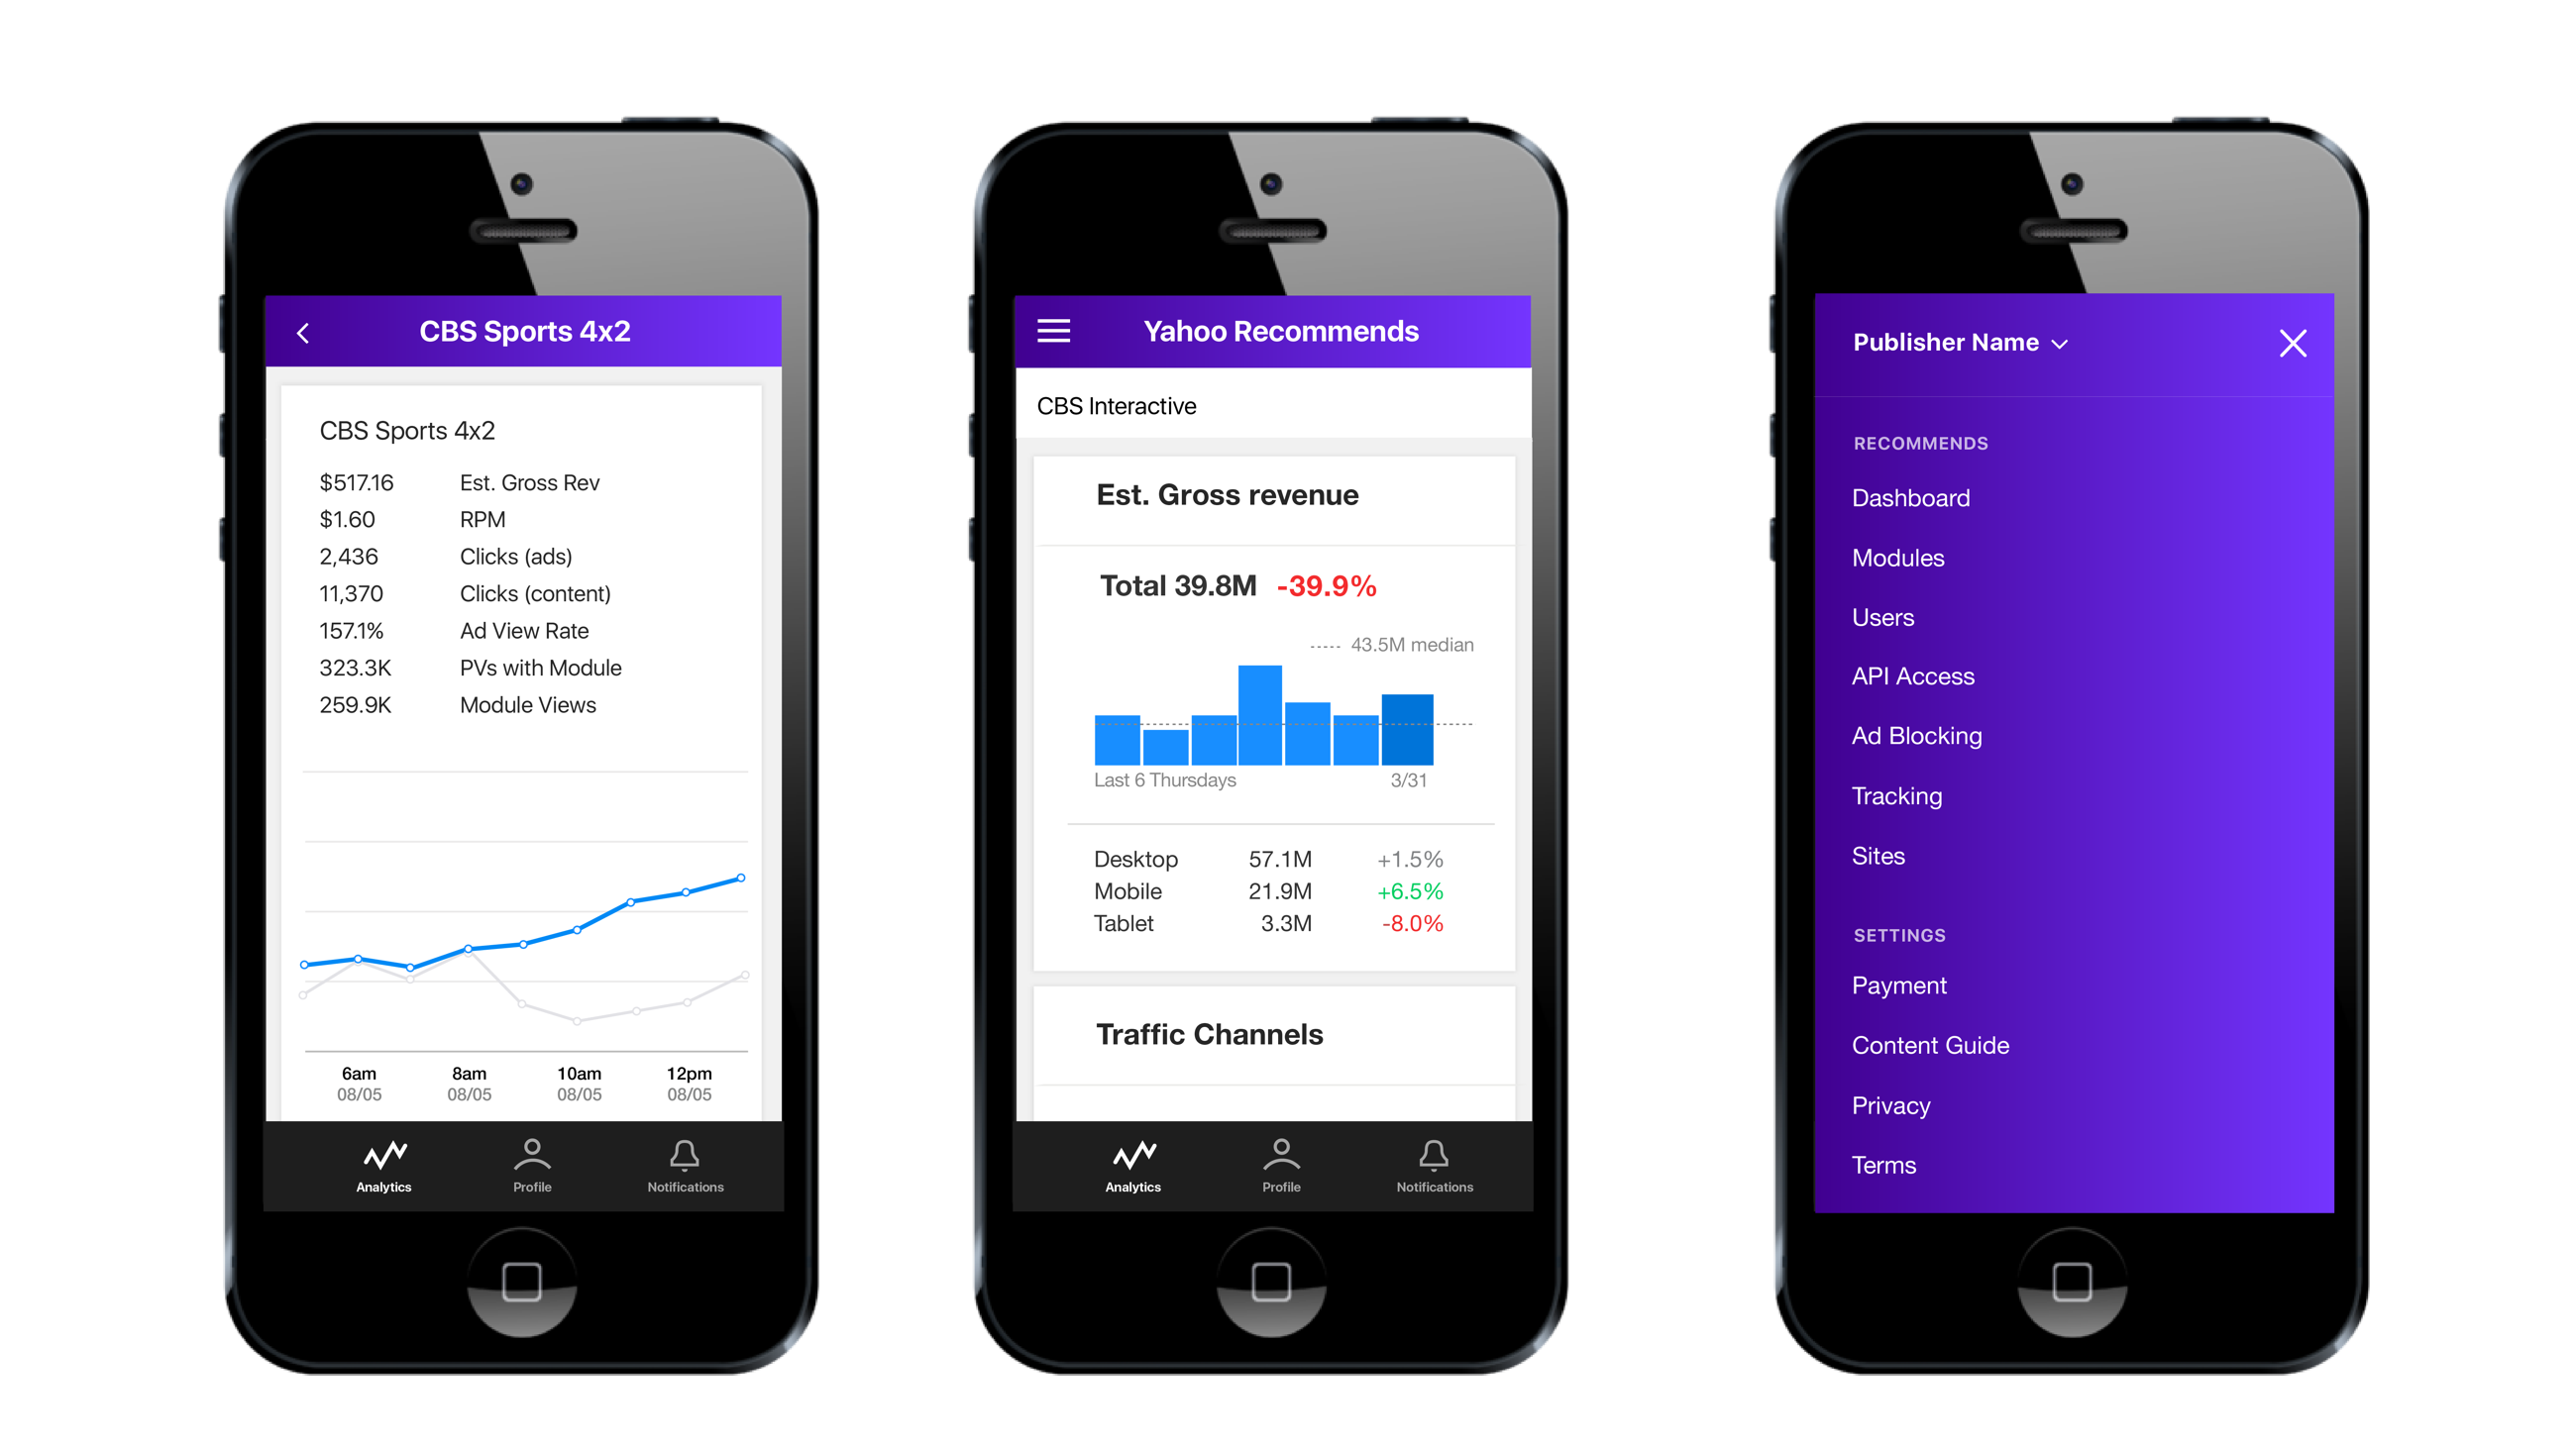 CBS Sports 4x2
CBS Sports 4x2
$517.16 Est. Gross Rev
$1.60 RPM
2,436 Clicks (ads)
11,370 Clicks (content)
157.1% Ad View Rate
323.3K PVs with Module
259.9K Module Views
6am 8am 10am 12pm
08/05 08/05 08/05 08/05
Analytics Profile Notifications
Yahoo Recommends
CBS Interactive
Est. Gross revenue
Total 39.8M -39.9%
43.5M median
Last 6 Thursdays 3/31
Desktop 57.1M +1.5%
Mobile 21.9M +6.5%
Tablet 3.3M -8.0%
Traffic Channels
Analytics Profile Notifications
Publisher Name
RECOMMENDS
Dashboard
Modules
Users
API Access
Ad Blocking
Tracking
Sites
SETTINGS
Payment
Content Guide
Privacy
Terms